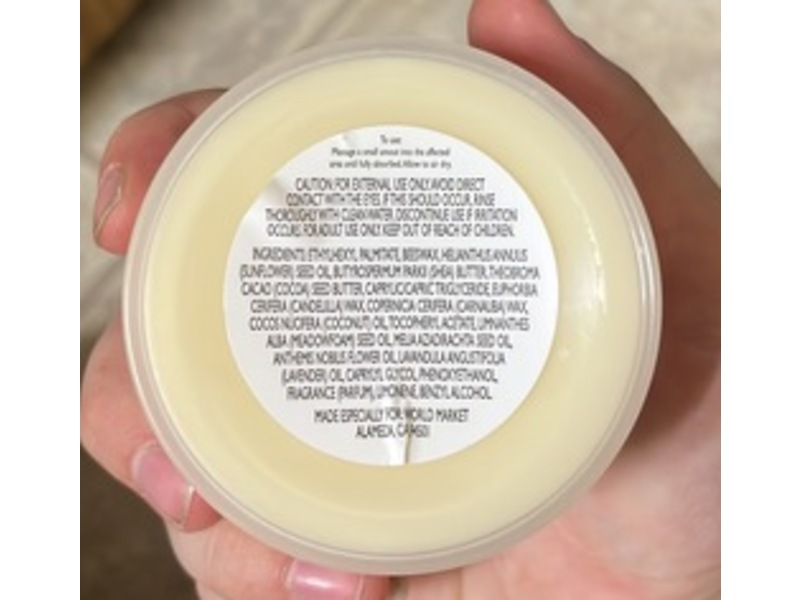 To use:
Massage a small amount into the affected
area until fully absorbed. Allow to air dry.
CAUTION: FOR EXTERNAL USE ONLY. AVOID DIRECT
CONTACT WITH THE EYES. IF THIS SHOULD OCCUR, RINSE
THOROUGHLY WITH CLEAN WATER. DISCONTINUE USE IF IRRITATION
OCCURS. FOR ADULT USE ONLY. KEEP OUT OF REACH OF CHILDREN.
INGREDIENTS: ETHYLHEXYL PALMITATE, BEESWAX, HELIANTHUS ANNUUS
(SUNFLOWER) SEED OIL, BUTYROSPERMUM PARKII (SHEA) BUTTER, THEOBROMA
CACAO (COCOA) SEED BUTTER, CAPRYLIC/CAPRIC TRIGLYCERIDE, EUPHORBIA
CERIFERA (CANDELILLA) WAX, COPERNICIA CERIFERA (CARNAUBA) WAX,
COCOS NUCIFERA (COCONUT) OIL, TOCOPHERYL ACETATE, LIMNANTHES
ALBA (MEADOWFOAM) SEED OIL, MELIA AZADIRACHTA SEED OIL,
ANTHEMIS NOBILIS FLOWER OIL, LAVANDULA ANGUSTIFOLIA
(LAVENDER) OIL, CAPRYLYL GLYCOL, PHENOXYETHANOL,
FRAGRANCE (PARFUM), LIMONENE, BENZYL ALCOHOL
MADE ESPECIALLY FOR WORLD MARKET
ALAMEDA, CA 94501